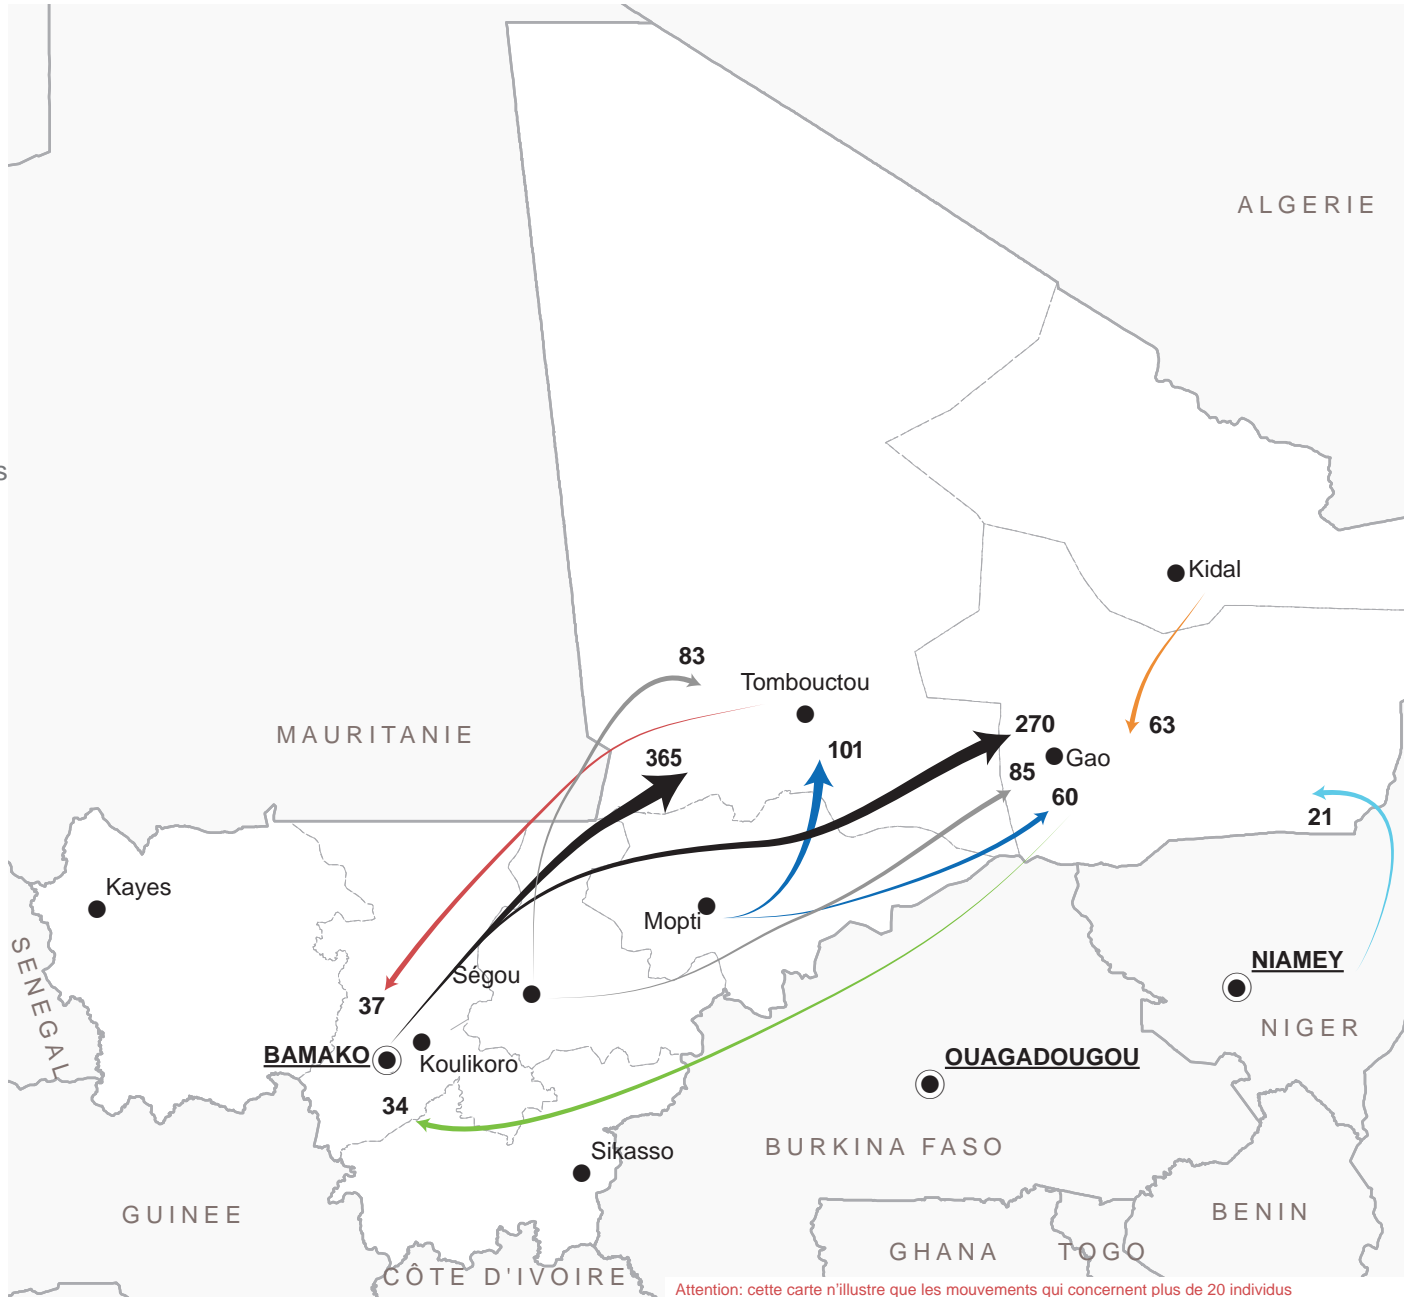 ALGERIE
s
Kidal
83
Tombouctou
MAURITANIE
270
63
365
101
Gao
85
60
21
Kayes
Mopti
SENEGAL
Ségou
NIAMEY
37
NIGER
BAMAKO
Koulikoro
OUAGADOUGOU
34
Sikasso
BURKINA FASO
GUINEE
BENIN
GHANA
TOGO
CÔTE D'IVOIRE
Attention: cette carte n'illustre que les mouvements qui concernent plus de 20 individus